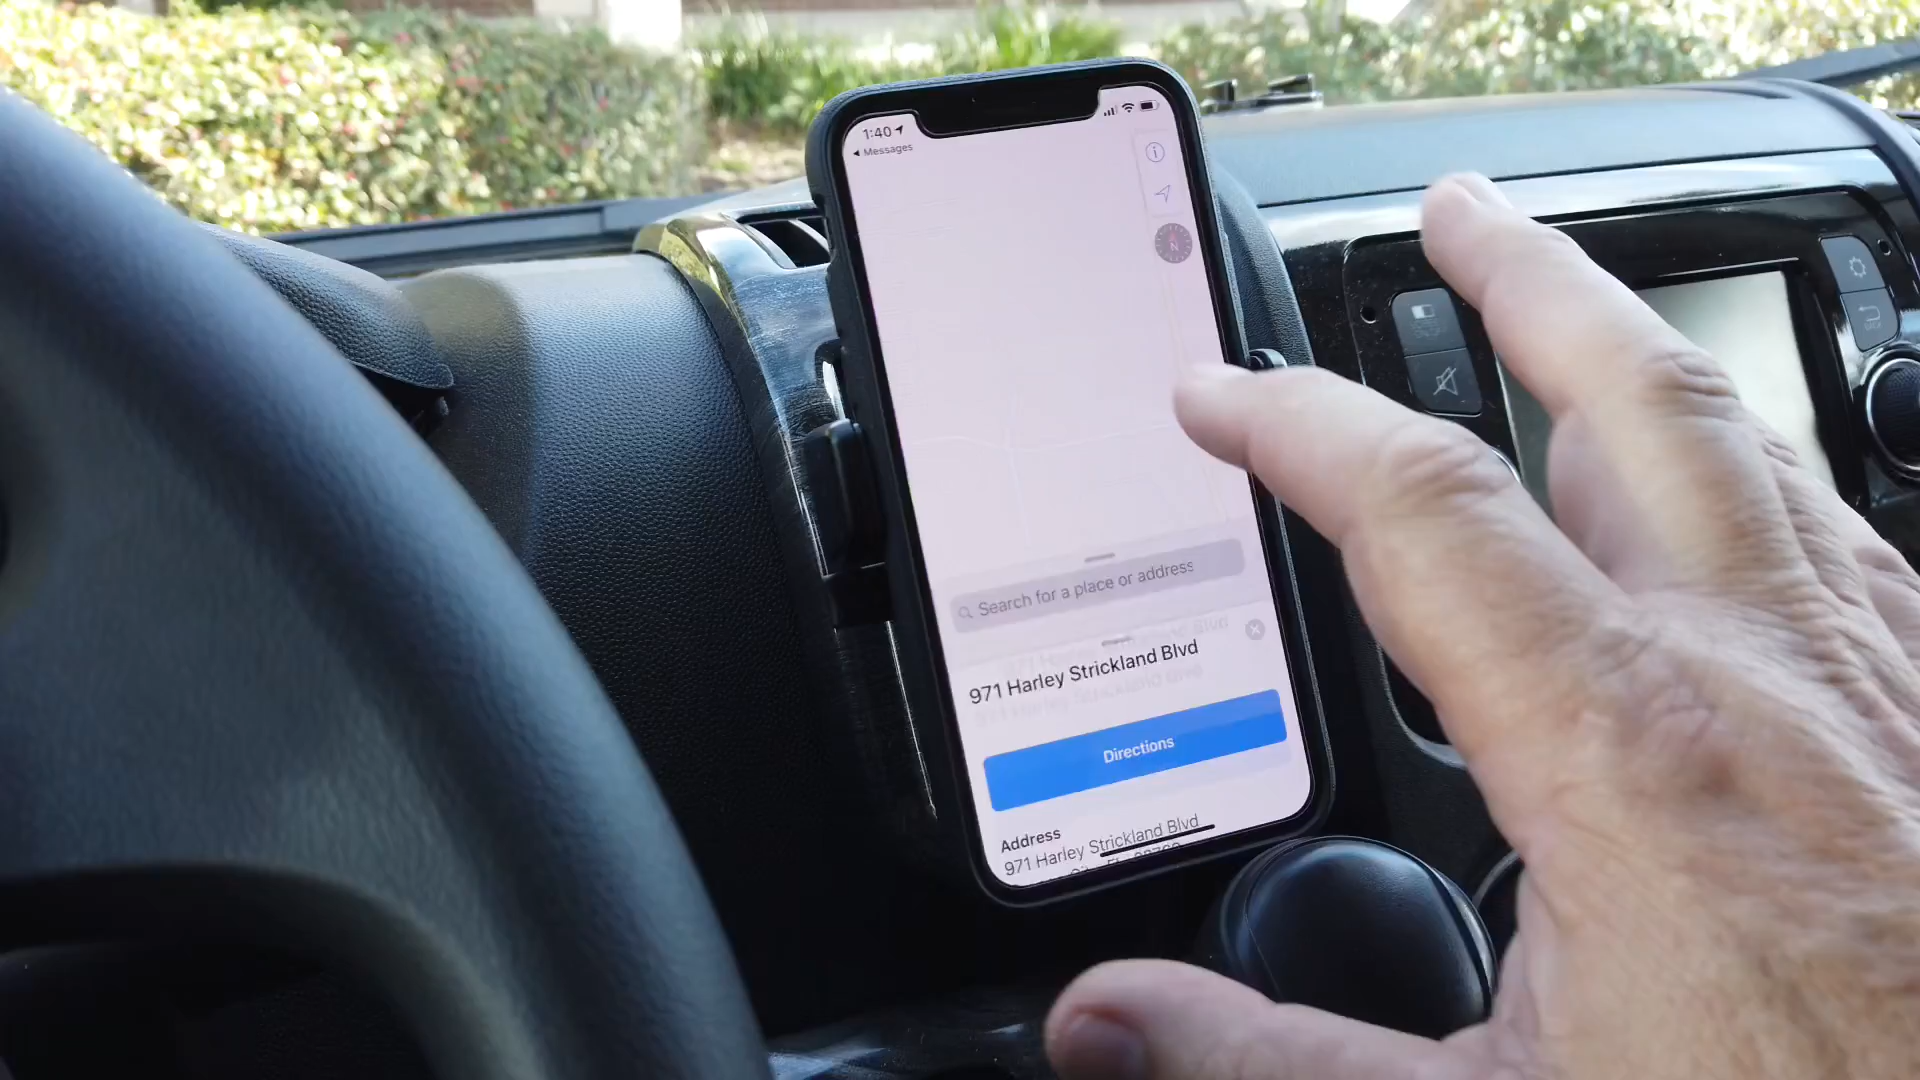 1:40
Messages
N
Search for a place or address
971 Harley Strickland Blvd
Directions
Address
971 Harley Strickland Blvd